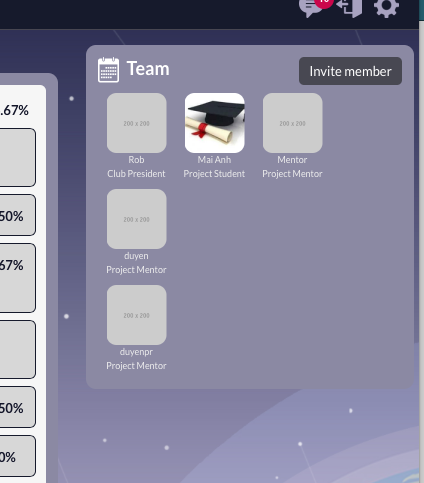 Team
Invite member
.67%
50%
67%
50%
0%
200 x 200
Rob
Club President
Mai Anh
Project Student
200 x 200
Mentor
Project Mentor
200 x 200
duyen
Project Mentor
200 x 200
duyenpr
Project Mentor